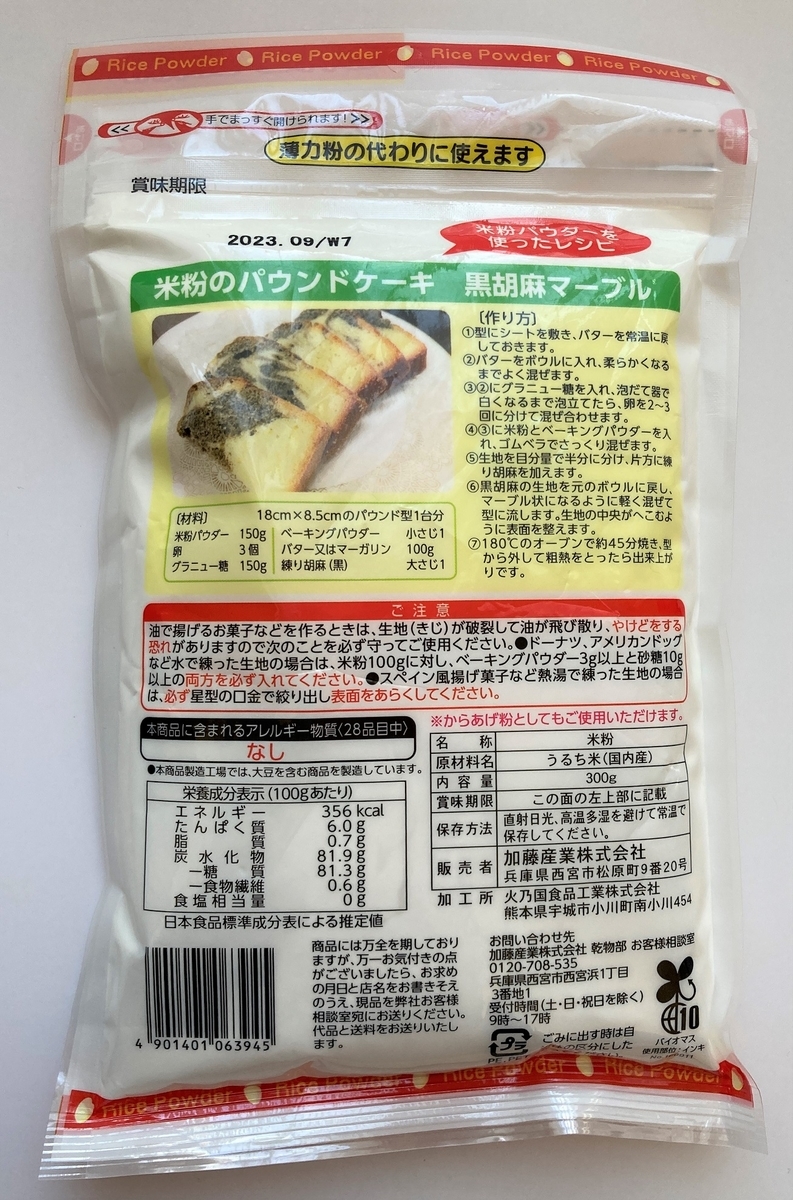 Rice Powder Rice Powder Rice Powder Rice Powder
<< 手でまっすぐ開けられます! >>
薄力粉の代わりに使えます
賞味期限
2023. 09/W7
米粉パウダーを
使ったレシピ
米粉のパウンドケーキ 黒胡麻マーブル
〔作り方〕
①型にシートを敷き、バターを常温に戻
しておきます。
②バターをボウルに入れ、柔らかくなる
までよく混ぜます。
③②にグラニュー糖を入れ、泡だて器で
白くなるまで泡立てたら、卵を2〜3
回に分けて混ぜ合わせます。
④③に米粉とベーキングパウダーを入
れ、ゴムベラでさっくり混ぜます。
⑤生地を目分量で半分に分け、片方に練
り胡麻を加えます。
⑥黒胡麻の生地を元のボウルに戻し、
マーブル状になるように軽く混ぜて
型に流します。生地の中央がへこむよ
うに表面を整えます。
⑦180℃のオーブンで約45分焼き、型
から外して粗熱をとったら出来上が
りです。
〔材料〕 18cm×8.5cmのパウンド型1台分
米粉パウダー 150g ベーキングパウダー 小さじ1
卵 3個 バター又はマーガリン 100g
グラニュー糖 150g 練り胡麻(黒) 大さじ1
ご注意
油で揚げるお菓子などを作るときは、生地(きじ)が破裂して油が飛び散り、やけどをする
恐れがありますので次のことを必ず守ってご使用ください。●ドーナツ、アメリカンドッグ
など水で練った生地の場合は、米粉100gに対し、ベーキングパウダー3g以上と砂糖10g
以上の両方を必ず入れてください。●スペイン風揚げ菓子など熱湯で練った生地の場合
は、必ず星型の口金で絞り出し表面をあらくしてください。
本商品に含まれるアレルギー物質〈28品目中〉
なし
●本商品製造工場では、大豆を含む商品を製造しています。
栄養成分表示(100gあたり)
エネルギー 356 kcal
たんぱく質 6.0 g
脂質 0.7 g
炭水化物 81.9 g
―糖質 81.3 g
―食物繊維 0.6 g
食塩相当量 0 g
日本食品標準成分表による推定値
※からあげ粉としてもご使用いただけます。
名称 米粉
原材料名 うるち米(国内産)
内容量 300g
賞味期限 この面の左上部に記載
保存方法 直射日光、高温多湿を避けて常温で
保存してください。
販売者 加藤産業株式会社
兵庫県西宮市松原町9番20号
加工所 火乃国食品工業株式会社
熊本県宇城市小川町南小川454
4 901401 063945
商品には万全を期しており
ますが、万一お気付きの点
がございましたら、お求め
の月日と店名をお書きそえ
のうえ、現品を弊社お客様
相談室宛にお送りください。
代品と送料をお送りいたし
ます。
お問い合わせ先
加藤産業株式会社 乾物部 お客様相談室
0120-708-535
兵庫県西宮市西宮浜1丁目
3番地1
受付時間(土・日・祝日を除く)
9時〜17時
プラ
ごみに出す時は自
の区分にした
10
バイオマス
使用部位:インキ
Rice Powder Rice Powder Rice Powder Rice Powder